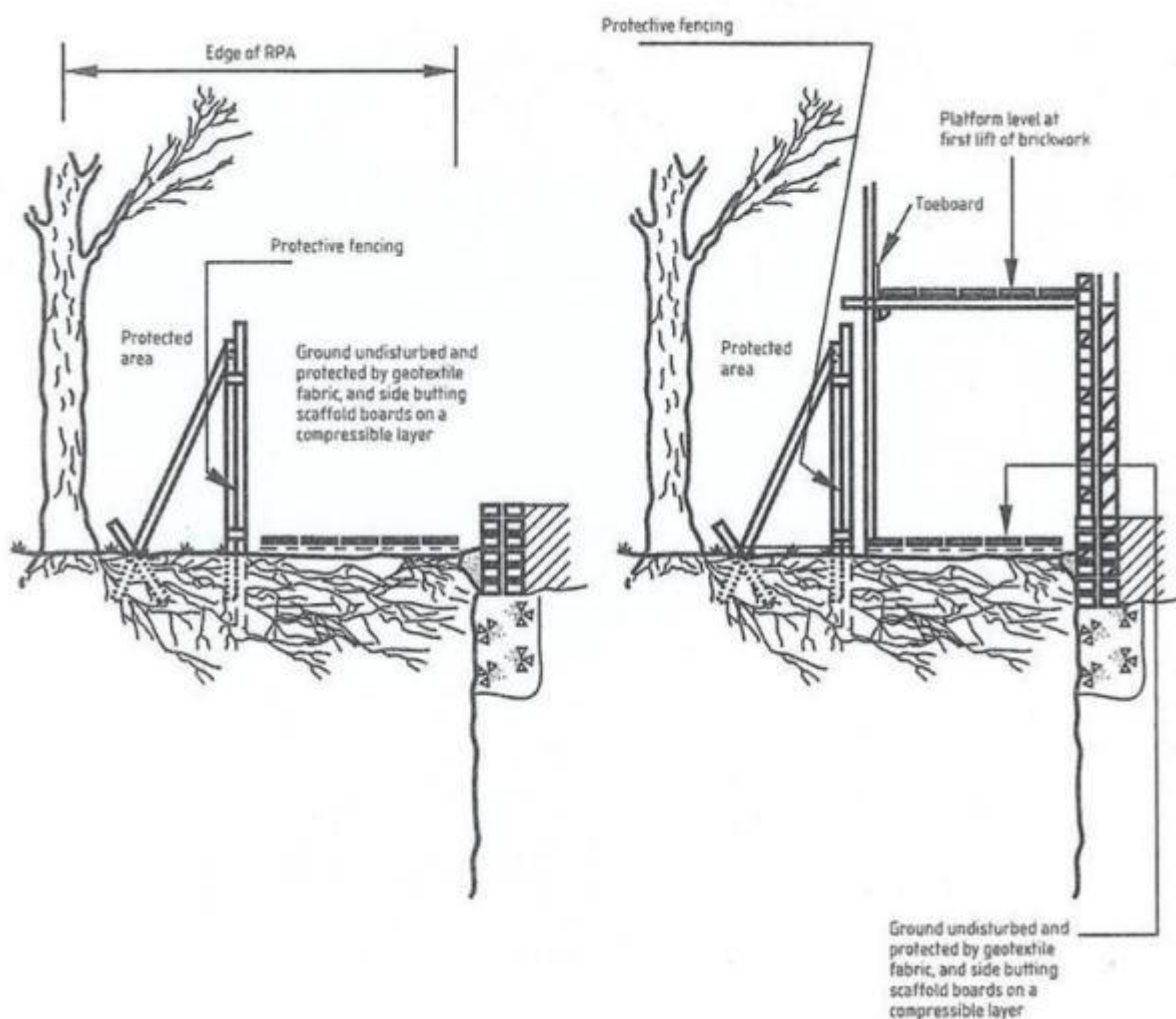 Edge of RPA
Protective fencing
Protected
area
Ground undisturbed and
protected by geotextile
fabric, and side butting
scaffold boards on a
compressible layer
Protective fencing
Platform level at
first lift of brickwork
Toeboard
Protected
area
Ground undisturbed and
protected by geotextile
fabric, and side butting
scaffold boards on a
compressible layer